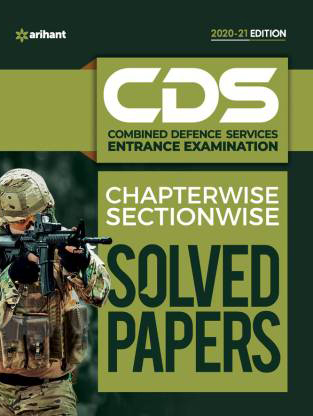 arihant
2020-21 EDITION
CDS
COMBINED DEFENCE SERVICES
ENTRANCE EXAMINATION
CHAPTERWISE
SECTIONWISE
SOLVED
PAPERS